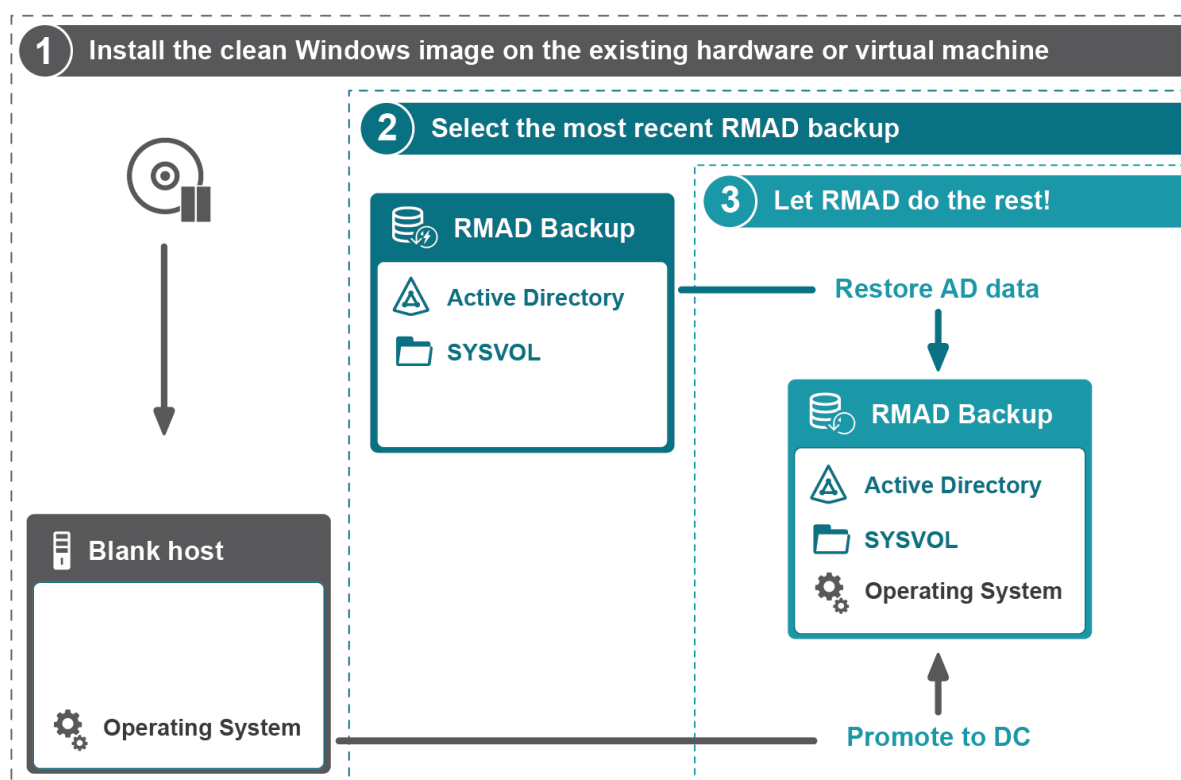 1 Install the clean Windows image on the existing hardware or virtual machine
2 Select the most recent RMAD backup
3 Let RMAD do the rest!
RMAD Backup
Active Directory
SYSVOL
Restore AD data
RMAD Backup
Active Directory
SYSVOL
Operating System
Blank host
Operating System
Promote to DC